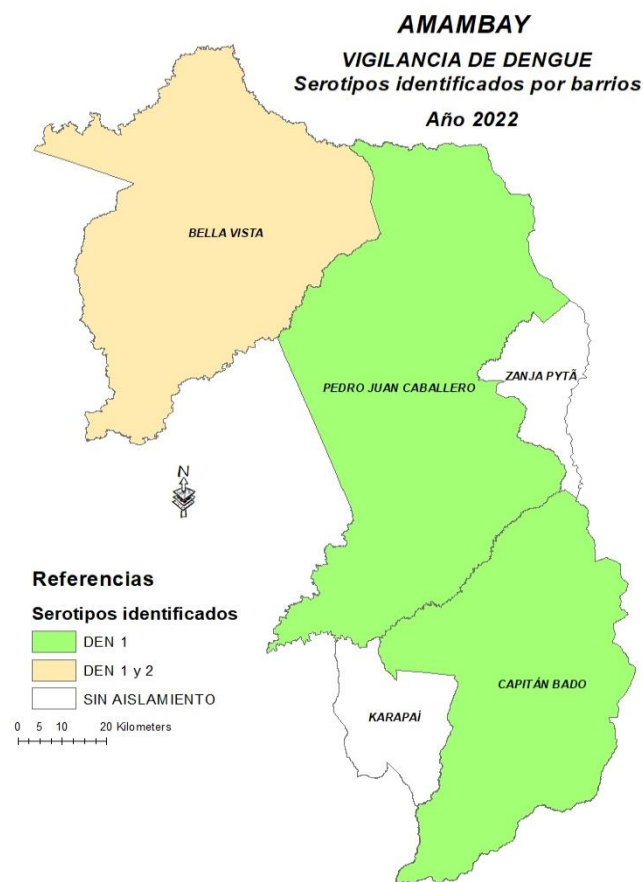 AMAMBAY
VIGILANCIA DE DENGUE
Serotipos identificados por barrios
Año 2022
BELLA VISTA
PEDRO JUAN CABALLERO
ZANJA PYTÃ
N
CAPITÁN BADO
KARAPAÍ
Referencias
Serotipos identificados
DEN 1
DEN 1 y 2
SIN AISLAMIENTO
0 5 10 20 Kilometers